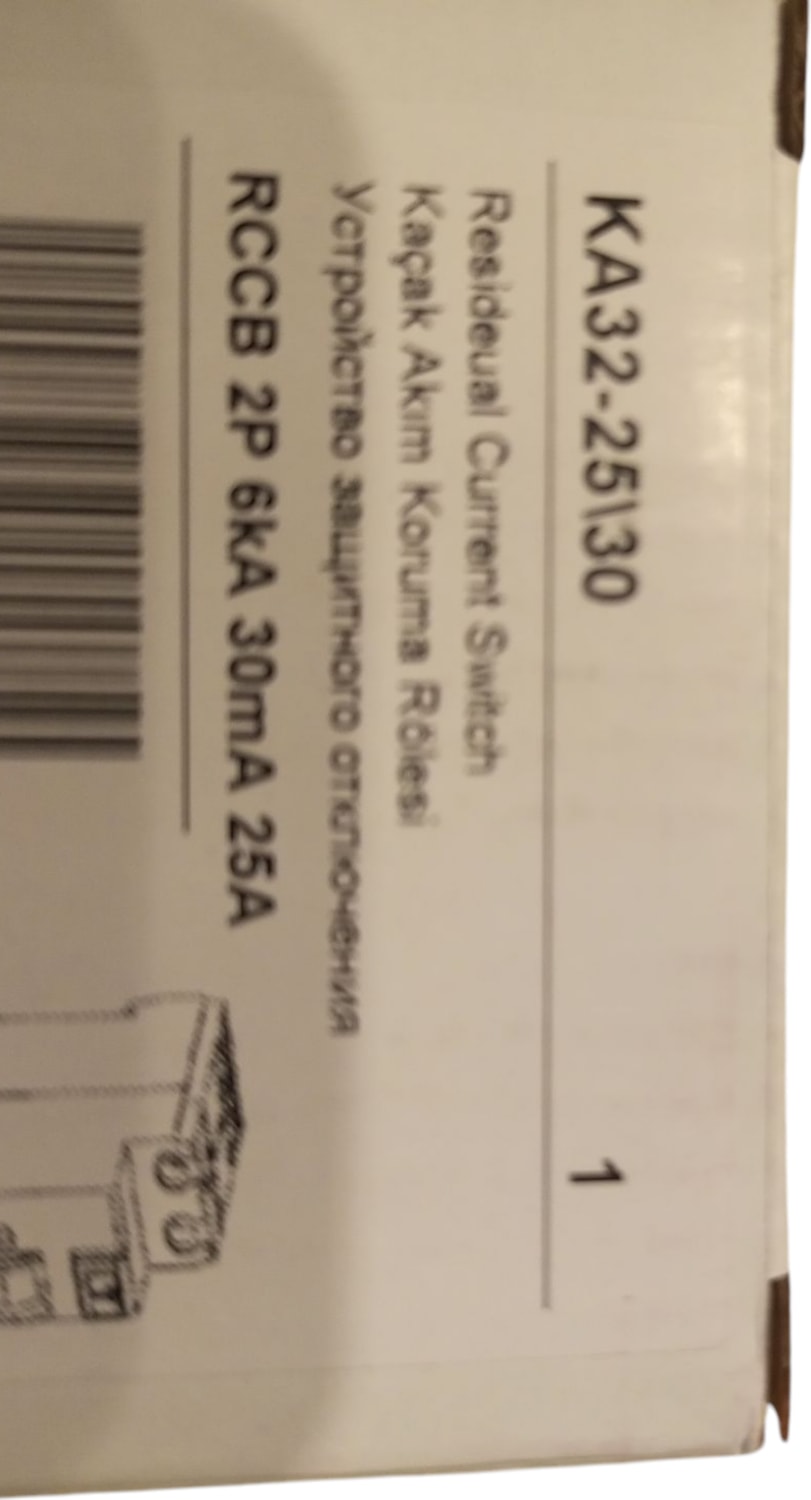 KA32-25\30 1
Resideual Current Switch
Kaçak Akım Koruma Rölesi
Устройство защитного отключения
RCCB 2P 6kA 30mA 25A